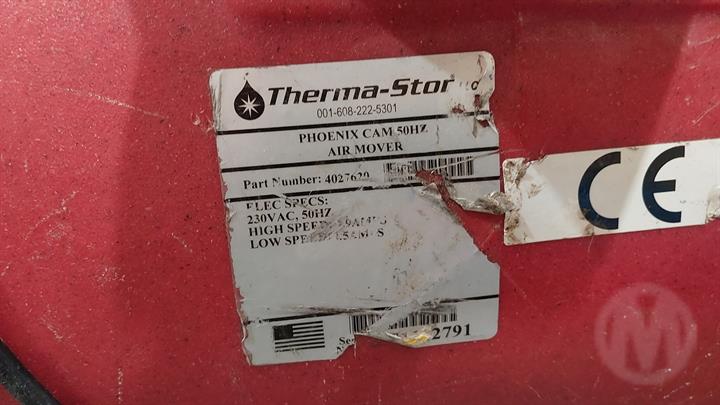 Therma-Stor
001-608-222-5301
PHOENIX CAM 50HZ
AIR MOVER
Part Number: 4027620
ELEC SPECS:
230VAC, 50HZ
HIGH SPEED:
LOW SPEED:
2791
CE
M